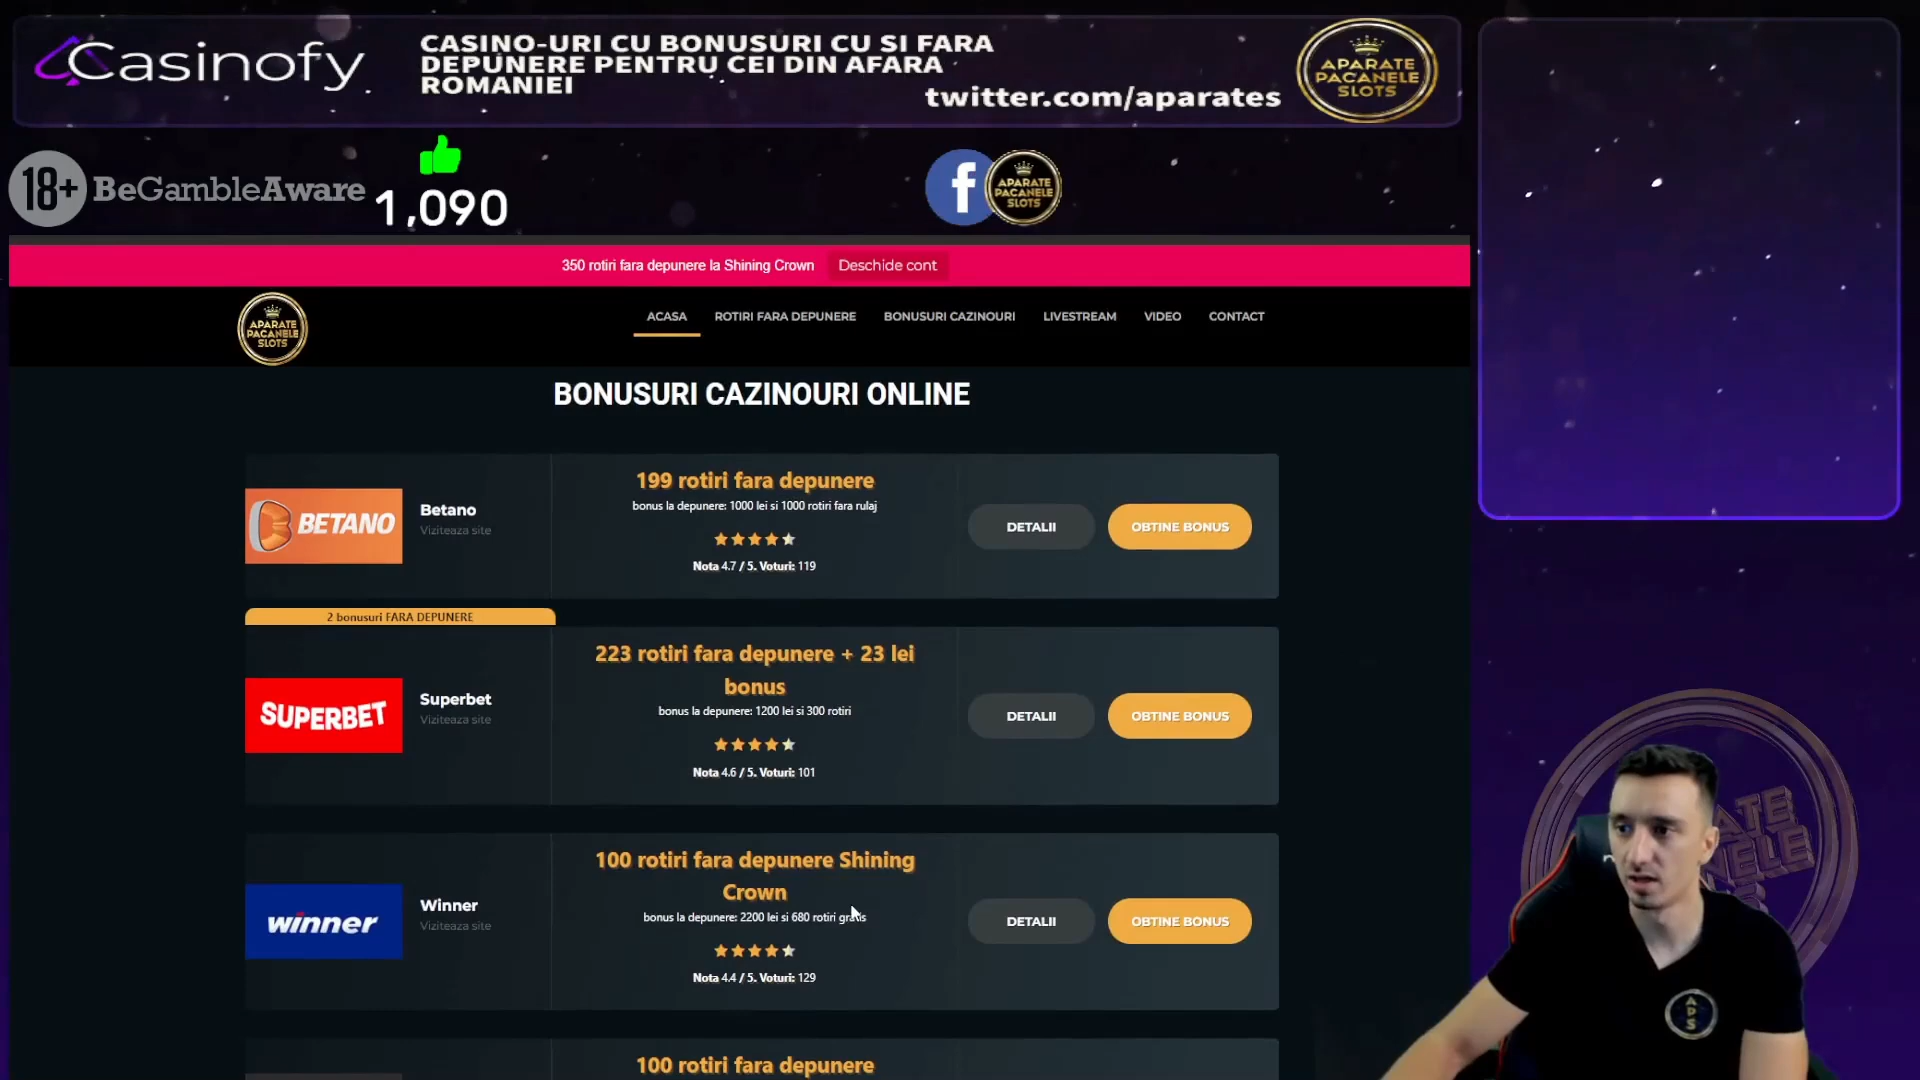 Casinofy
CASINO-URI CU BONUSURI CU SI FARA
DEPUNERE PENTRU CEI DIN AFARA
ROMANIEI
twitter.com/aparates
APARATE
PACANELE
SLOTS
18+ BeGambleAware
1,090
f
APARATE
PACANELE
SLOTS
350 rotiri fara depunere la Shining Crown Deschide cont
APARATE
PACANELE
SLOTS
ACASA ROTIRI FARA DEPUNERE BONUSURI CAZINOURI LIVESTREAM VIDEO CONTACT
BONUSURI CAZINOURI ONLINE
BETANO
Betano
Viziteaza site
199 rotiri fara depunere
bonus la depunere: 1000 lei si 1000 rotiri fara rulaj
Nota 4.7 / 5. Voturi: 119
DETALII
OBTINE BONUS
2 bonusuri FARA DEPUNERE
SUPERBET
Superbet
Viziteaza site
223 rotiri fara depunere + 23 lei
bonus
bonus la depunere: 1200 lei si 300 rotiri
Nota 4.6 / 5. Voturi: 101
DETALII
OBTINE BONUS
winner
Winner
Viziteaza site
100 rotiri fara depunere Shining
Crown
bonus la depunere: 2200 lei si 680 rotiri gratis
Nota 4.4 / 5. Voturi: 129
DETALII
OBTINE BONUS
100 rotiri fara depunere
APS